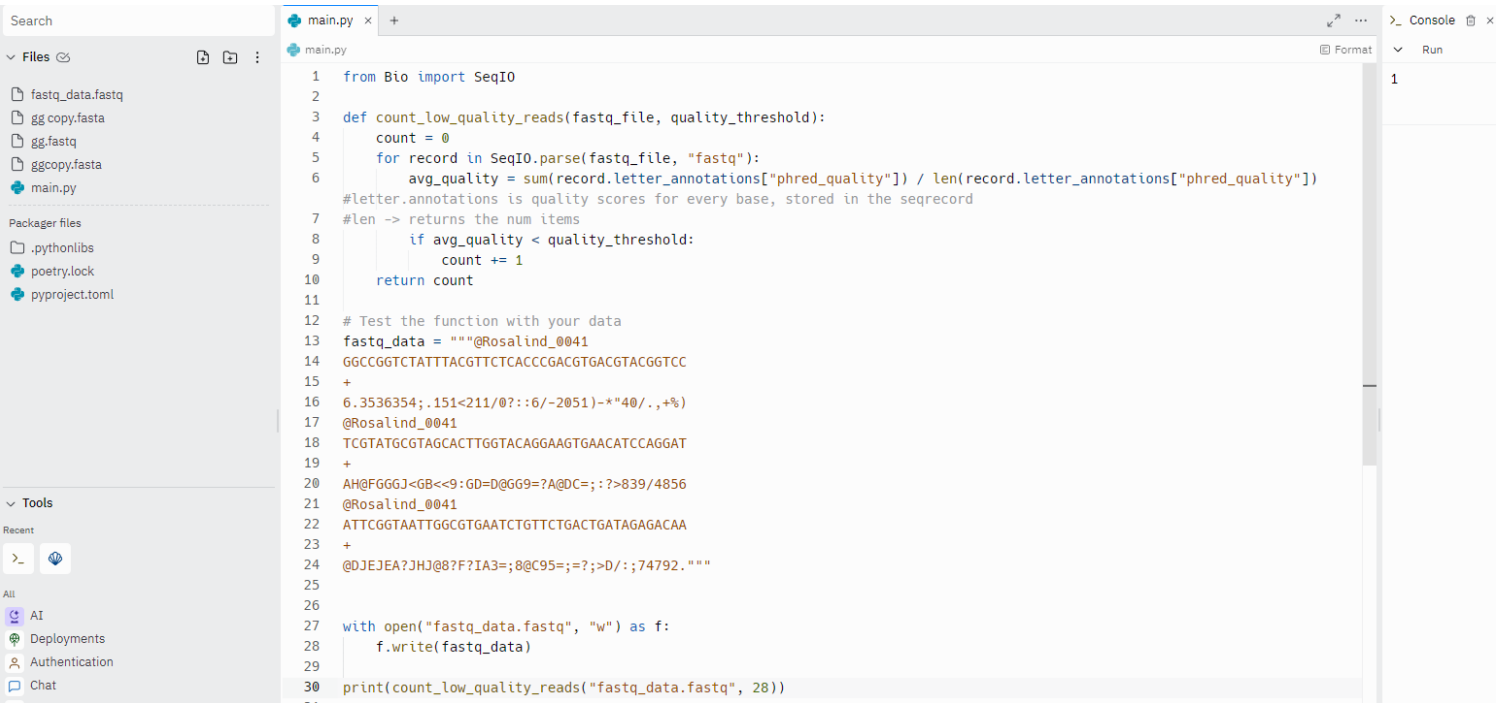 Search
Files
fastq_data.fastq
gg copy.fasta
gg.fastq
ggcopy.fasta
main.py
Packager files
.pythonlibs
poetry.lock
pyproject.toml
Tools
Recent
All
AI
Deployments
Authentication
Chat
main.py × +
main.py
Format
1 from Bio import SeqIO
2
3 def count_low_quality_reads(fastq_file, quality_threshold):
4 count = 0
5 for record in SeqIO.parse(fastq_file, "fastq"):
6 avg_quality = sum(record.letter_annotations["phred_quality"]) / len(record.letter_annotations["phred_quality"])
#letter.annotations is quality scores for every base, stored in the seqrecord
7 #len -> returns the num items
8 if avg_quality < quality_threshold:
9 count += 1
10 return count
11
12 # Test the function with your data
13 fastq_data = """@Rosalind_0041
14 GGCCGGTCTATTTACGTTCTCACCCGACGTGACGTACGGTCC
15 +
16 6.3536354;.151<211/0?::6/-2051)-*"40/.,+%)
17 @Rosalind_0041
18 TCGTATGCGTAGCACTTGGTACAGGAAGTGAACATCCAGGAT
19 +
20 AH@FGGGJ<GB<<9:GD=D@GG9=?A@DC=;:?>839/4856
21 @Rosalind_0041
22 ATTCGGTAATTGGCGTGAATCTGTTCTGACTGATAGAGACAA
23 +
24 @DJEJEA?JHJ@8?F?IA3=;8@C95=;=?;>D/:;74792."""
25
26
27 with open("fastq_data.fastq", "w") as f:
28 f.write(fastq_data)
29
30 print(count_low_quality_reads("fastq_data.fastq", 28))
>_ Console ×
Run
1